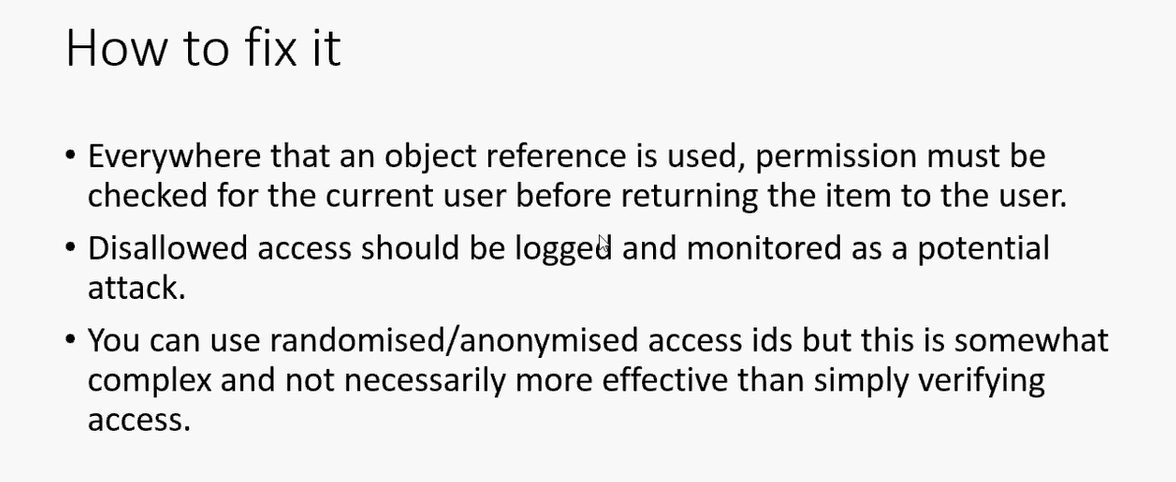 How to fix it
• Everywhere that an object reference is used, permission must be
checked for the current user before returning the item to the user.
• Disallowed access should be logged and monitored as a potential
attack.
• You can use randomised/anonymised access ids but this is somewhat
complex and not necessarily more effective than simply verifying
access.